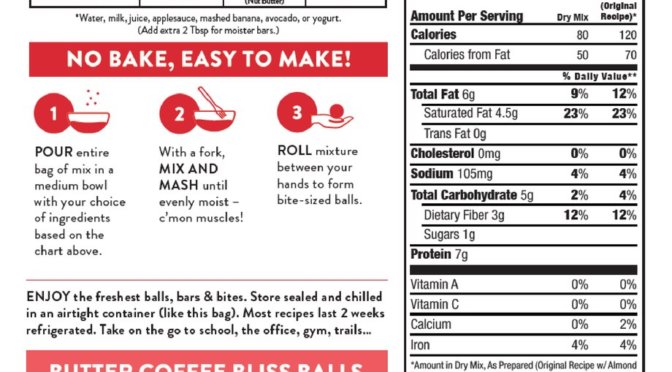 (Nut Butter)
*Water, milk, juice, applesauce, mashed banana, avocado, or yogurt.
(Add extra 2 Tbsp for moister bars.)
NO BAKE, EASY TO MAKE!
1
POUR entire
bag of mix in a
medium bowl
with your choice
of ingredients
based on the
chart above.
2
With a fork,
MIX AND
MASH until
evenly moist –
c'mon muscles!
3
ROLL mixture
between your
hands to form
bite-sized balls.
ENJOY the freshest balls, bars & bites. Store sealed and chilled
in an airtight container (like this bag). Most recipes last 2 weeks
refrigerated. Take on the go to school, the office, gym, trails...
BUTTER COFFEE BLISS BALLS
(Original
Amount Per Serving Dry Mix Recipe)*
Calories 80 120
Calories from Fat 50 70
% Daily Value**
Total Fat 6g 9% 12%
Saturated Fat 4.5g 23% 23%
Trans Fat 0g
Cholesterol 0mg 0% 0%
Sodium 105mg 4% 4%
Total Carbohydrate 5g 2% 4%
Dietary Fiber 3g 12% 12%
Sugars 1g
Protein 7g
Vitamin A 0% 0%
Vitamin C 0% 0%
Calcium 0% 2%
Iron 4% 4%
*Amount in Dry Mix, As Prepared (Original Recipe w/ Almond